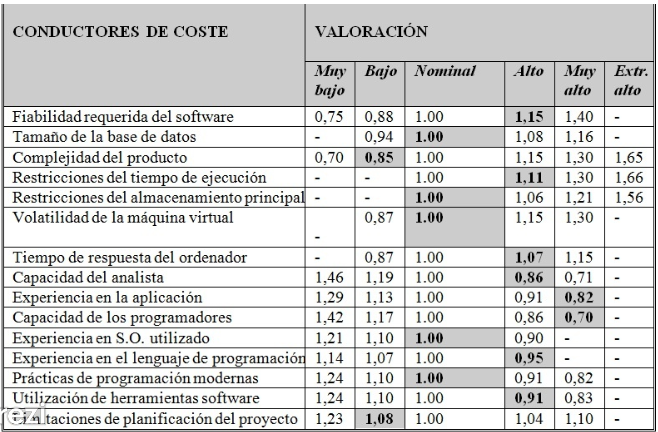 CONDUCTORES DE COSTE VALORACIÓN
Muy bajo Bajo Nominal Alto Muy alto Extr. alto
Fiabilidad requerida del software 0,75 0,88 1.00 1,15 1,40 -
Tamaño de la base de datos - 0,94 1.00 1,08 1,16 -
Complejidad del producto 0,70 0,85 1.00 1,15 1,30 1,65
Restricciones del tiempo de ejecución - - 1.00 1,11 1,30 1,66
Restricciones del almacenamiento principal - - 1.00 1,06 1,21 1,56
Volatilidad de la máquina virtual - 0,87 1.00 1,15 1,30 -
Tiempo de respuesta del ordenador - 0,87 1.00 1,07 1,15 -
Capacidad del analista 1,46 1,19 1.00 0,86 0,71 -
Experiencia en la aplicación 1,29 1,13 1.00 0,91 0,82 -
Capacidad de los programadores 1,42 1,17 1.00 0,86 0,70 -
Experiencia en S.O. utilizado 1,21 1,10 1.00 0,90 - -
Experiencia en el lenguaje de programación 1,14 1,07 1.00 0,95 - -
Prácticas de programación modernas 1,24 1,10 1.00 0,91 0,82 -
Utilización de herramientas software 1,24 1,10 1.00 0,91 0,83 -
de planificación del proyecto 1,23 1,08 1.00 1,04 1,10 -
rezi